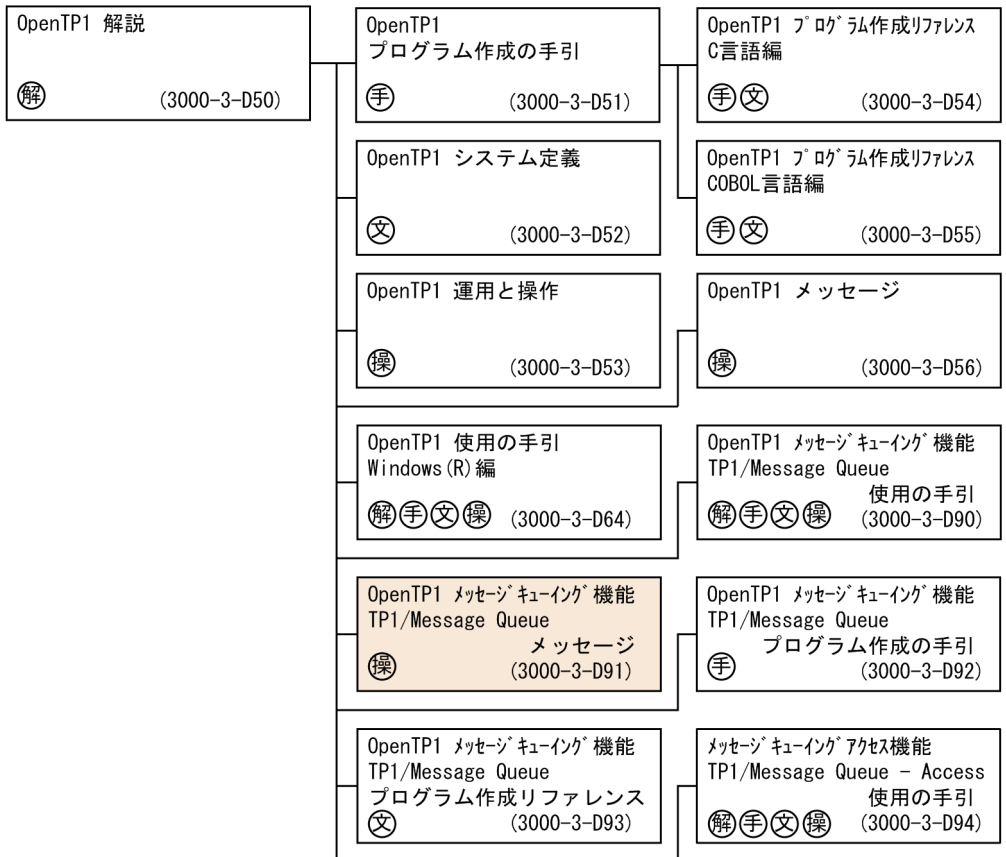 OpenTP1 解説
㊙解
(3000-3-D50)
OpenTP1
プログラム作成の手引
手
(3000-3-D51)
OpenTP1 プログラム作成リファレンス
C言語編
手文
(3000-3-D54)
OpenTP1 システム定義
文
(3000-3-D52)
OpenTP1 プログラム作成リファレンス
COBOL言語編
手文
(3000-3-D55)
OpenTP1 運用と操作
操
(3000-3-D53)
OpenTP1 メッセージ
操
(3000-3-D56)
OpenTP1 使用の手引
Windows(R)編
解手文操 (3000-3-D64)
OpenTP1 メッセージキューイング機能
TP1/Message Queue
使用の手引
解手文操 (3000-3-D90)
OpenTP1 メッセージキューイング機能
TP1/Message Queue
メッセージ
操 (3000-3-D91)
OpenTP1 メッセージキューイング機能
TP1/Message Queue
プログラム作成の手引
手 (3000-3-D92)
OpenTP1 メッセージキューイング機能
TP1/Message Queue
プログラム作成リファレンス
文 (3000-3-D93)
メッセージキューイングアクセス機能
TP1/Message Queue - Access
使用の手引
解手文操 (3000-3-D94)